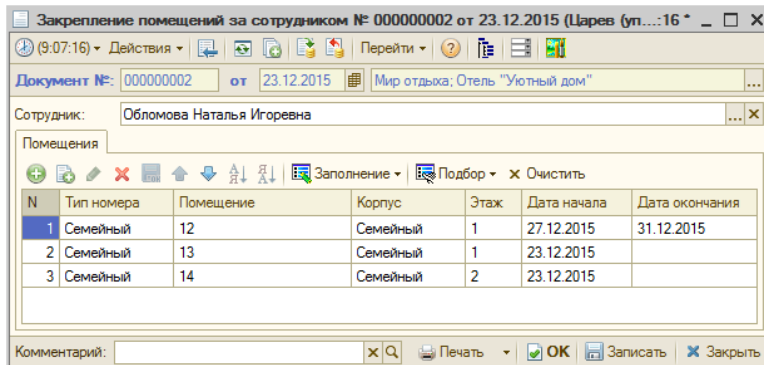 Закрепление помещений за сотрудником № 000000002 от 23.12.2015 (Царев (уп...:16 *
(9:07:16) Действия Перейти
Документ №: 000000002 от 23.12.2015 Мир отдыха; Отель "Уютный дом" ...
Сотрудник: Обломова Наталья Игоревна ...
Помещения
Заполнение Подбор Очистить
N Тип номера Помещение Корпус Этаж Дата начала Дата окончания
1 Семейный 12 Семейный 1 27.12.2015 31.12.2015
2 Семейный 13 Семейный 1 23.12.2015
3 Семейный 14 Семейный 2 23.12.2015
Комментарий: Печать ОК Записать Закрыть